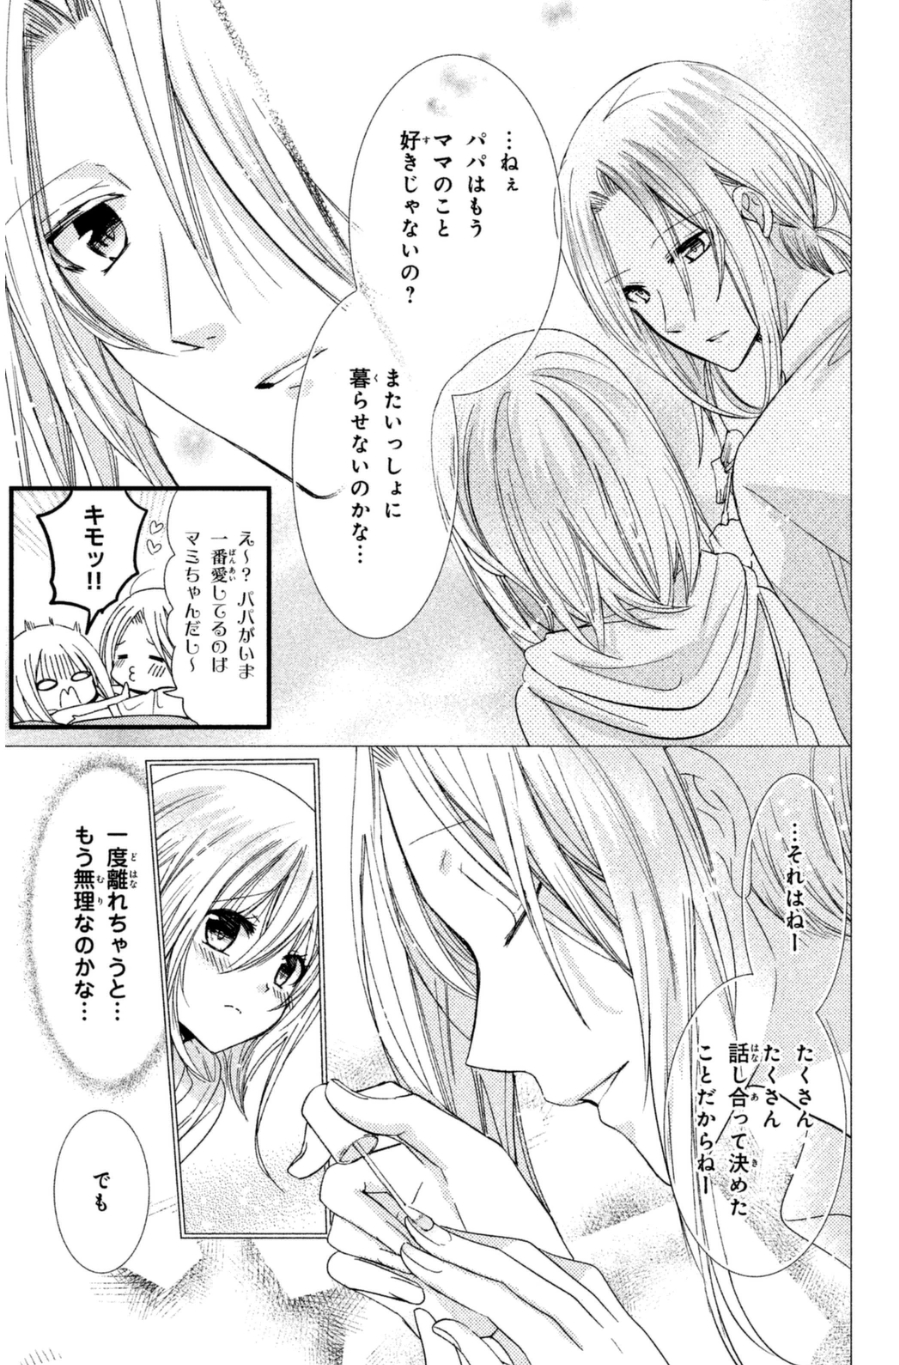 …ねぇ
パパはもう
ママのこと
好きじゃないの？
またいっしょに
暮らせないのかな…
え〜？パパがいま
一番愛してるのは
マミちゃんだし〜
キモッ!!
…それはねー
たくさん
たくさん
話し合って決めた
ことだからねー
一度離れちゃうと…
もう無理なのかな…
でも